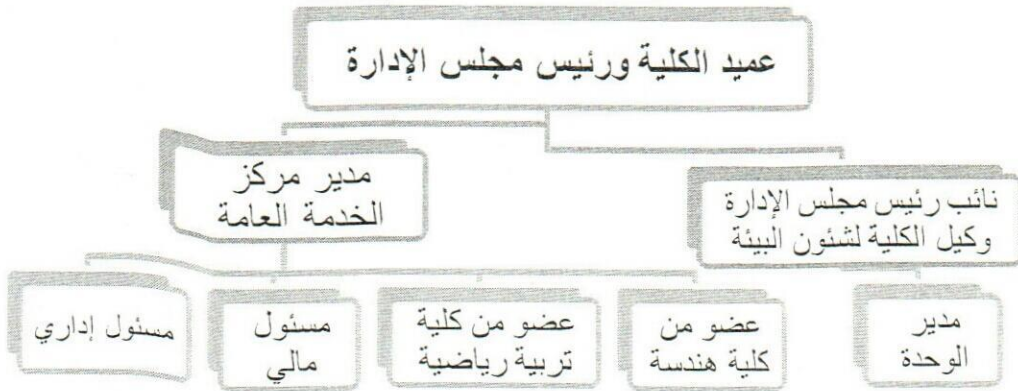 عميد الكلية ورئيس مجلس الإدارة
نائب رئيس مجلس الإدارة
وكيل الكلية لشئون البيئة
مدير مركز
الخدمة العامة
مدير
الوحدة
عضو من
كلية هندسة
عضو من كلية
تربية رياضية
مسئول
مالي
مسئول إداري